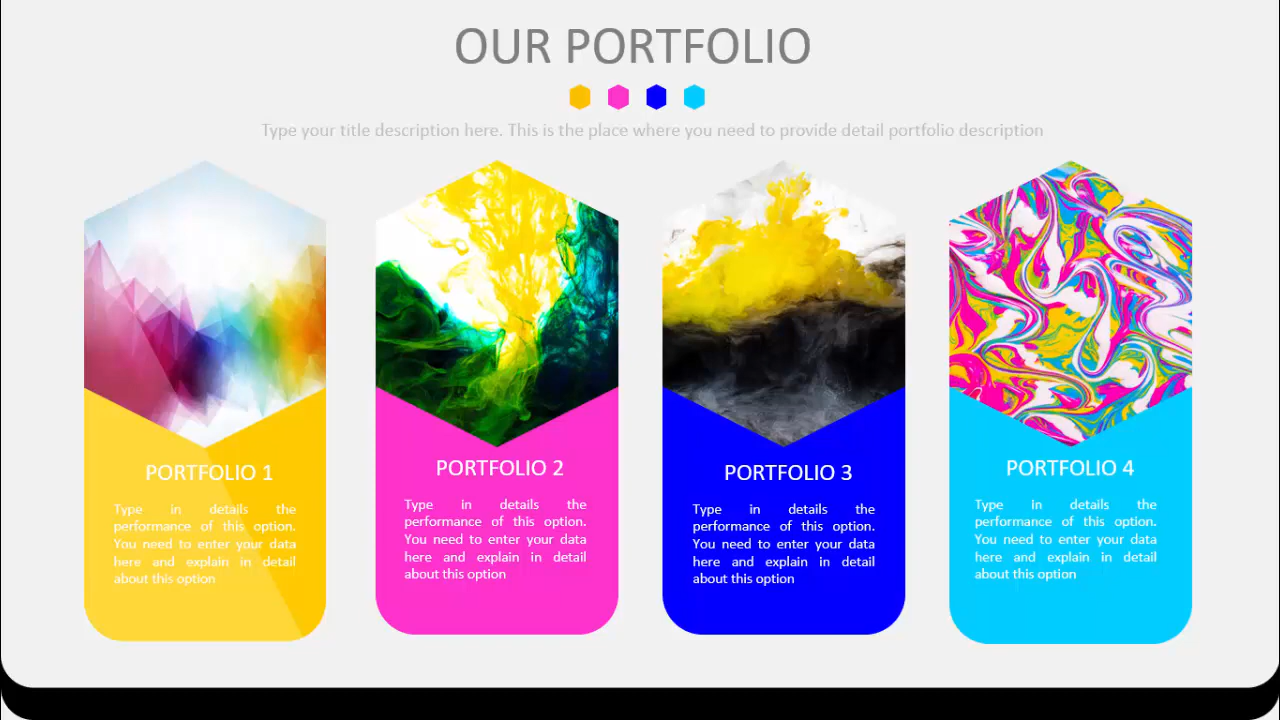 OUR PORTFOLIO
Type your title description here. This is the place where you need to provide detail portfolio description
PORTFOLIO 1
Type in details the
performance of this option.
You need to enter your data
here and explain in detail
about this option
PORTFOLIO 2
Type in details the
performance of this option.
You need to enter your data
here and explain in detail
about this option
PORTFOLIO 3
Type in details the
performance of this option.
You need to enter your data
here and explain in detail
about this option
PORTFOLIO 4
Type in details the
performance of this option.
You need to enter your data
here and explain in detail
about this option